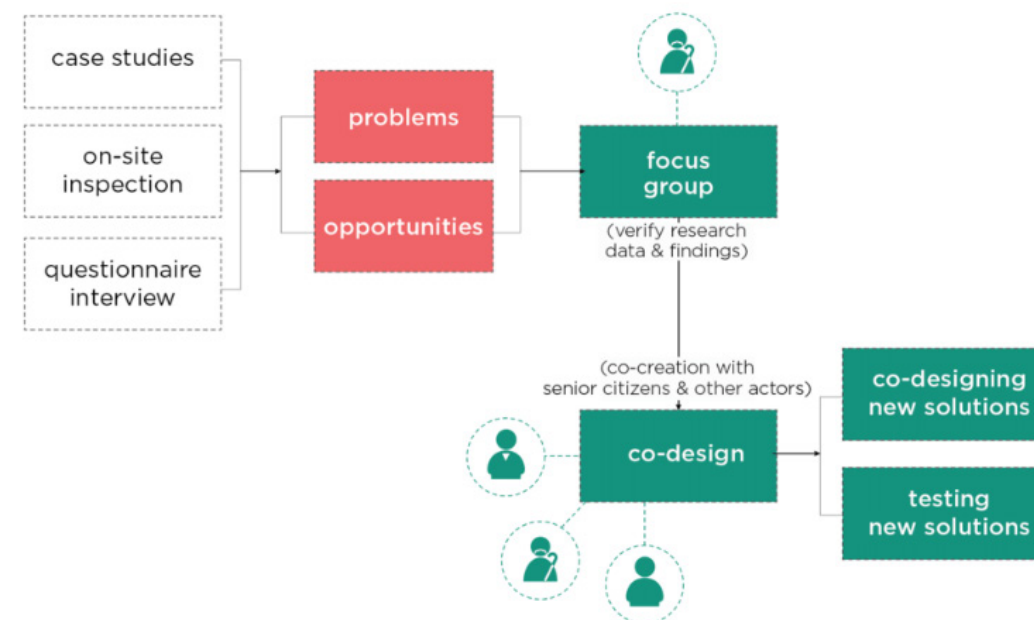 case studies
on-site
inspection
questionnaire
interview
problems
opportunities
focus
group
(verify research
data & findings)
(co-creation with
senior citizens & other actors)
co-design
co-designing
new solutions
testing
new solutions